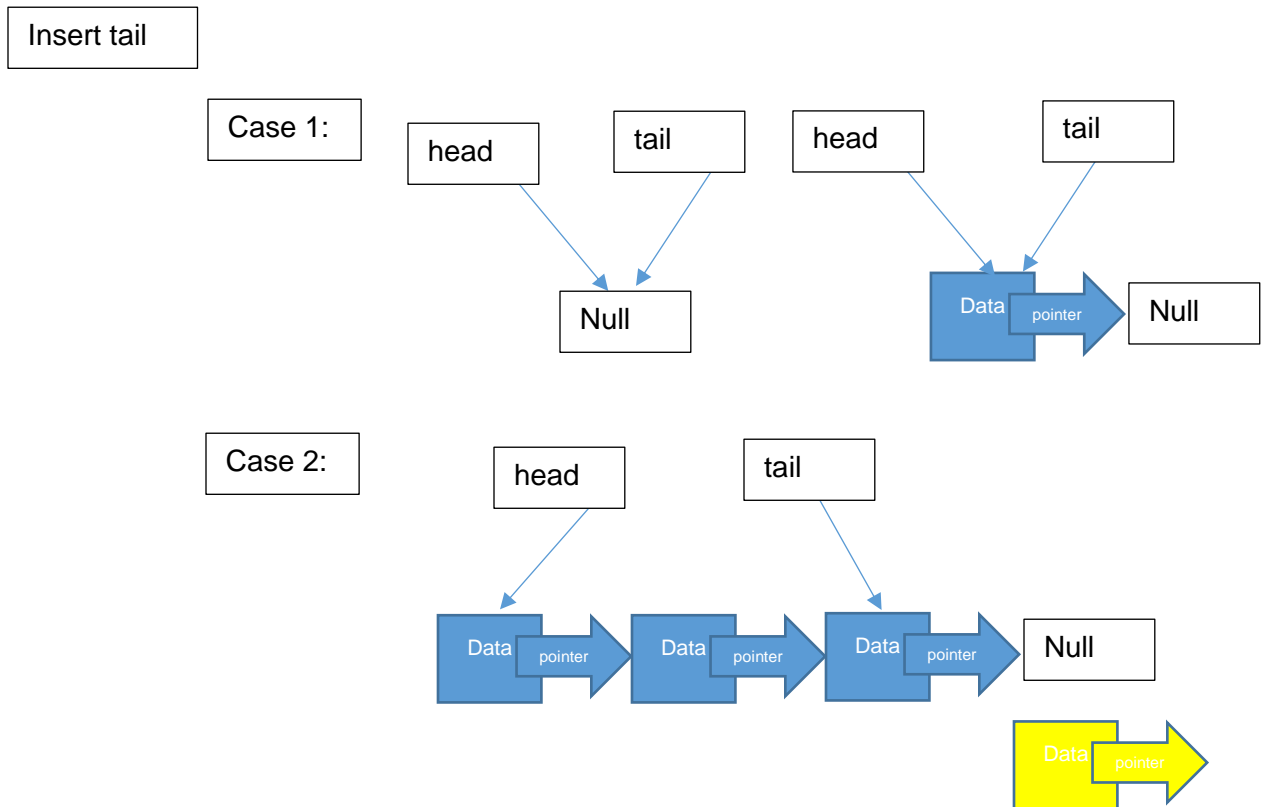 Insert tail
Case 1:
head
tail
head
tail
Null
Data
pointer
Null
Case 2:
head
tail
Data
pointer
Data
pointer
Data
pointer
Null
Data
pointer